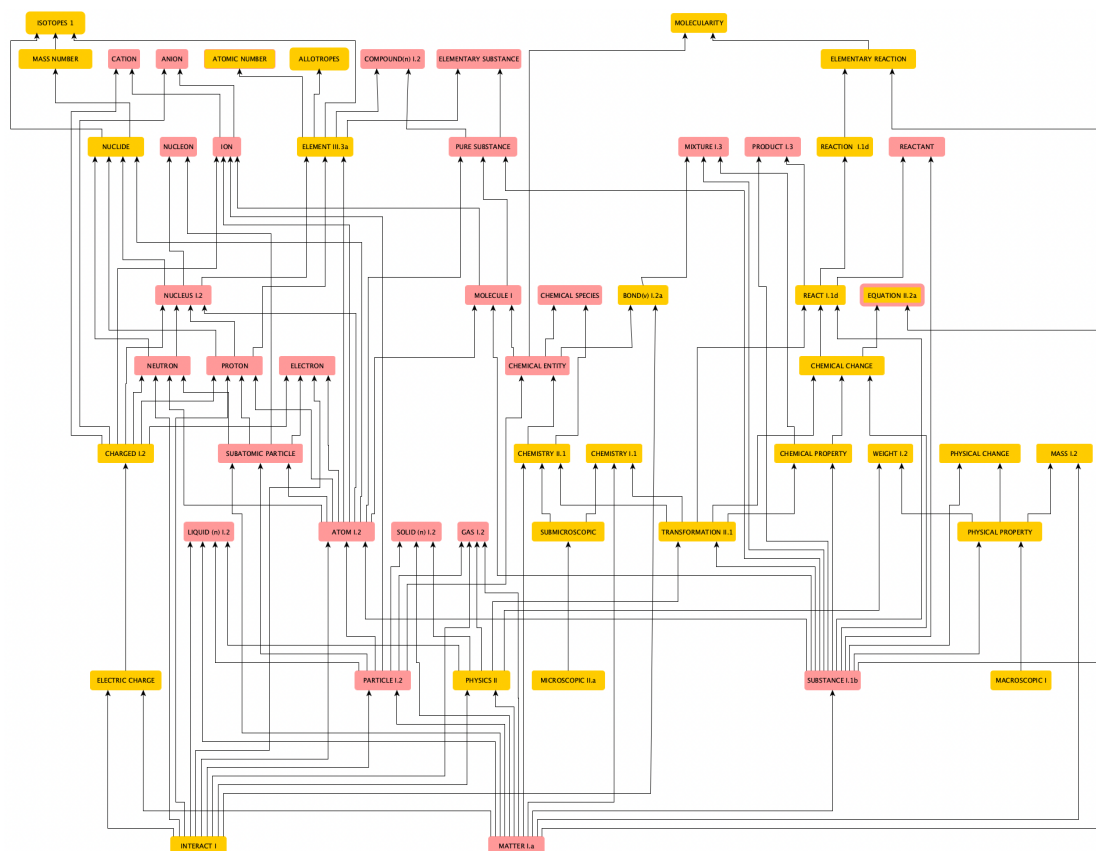 ISOTOPES 1
MOLECULARITY
MASS NUMBER
CATION
ANION
ATOMIC NUMBER
ALLOTROPES
COMPOUND(n) I.2
ELEMENTARY SUBSTANCE
ELEMENTARY REACTION
NUCLIDE
NUCLEON
ION
ELEMENT III.3a
PURE SUBSTANCE
MIXTURE I.3
PRODUCT I.3
REACTION I.1d
REACTANT
NUCLEUS I.2
MOLECULE I
CHEMICAL SPECIES
BOND(v) I.2a
REACT I.1d
EQUATION II.2a
NEUTRON
PROTON
ELECTRON
CHEMICAL ENTITY
CHEMICAL CHANGE
CHARGED I.2
SUBATOMIC PARTICLE
CHEMISTRY II.1
CHEMISTRY I.1
CHEMICAL PROPERTY
WEIGHT I.2
PHYSICAL CHANGE
MASS I.2
LIQUID (n) I.2
ATOM I.2
SOLID (n) I.2
GAS I.2
SUBMICROSCOPIC
TRANSFORMATION II.1
PHYSICAL PROPERTY
ELECTRIC CHARGE
PARTICLE I.2
PHYSICS II
MICROSCOPIC II.a
SUBSTANCE I.1b
MACROSCOPIC I
INTERACT I
MATTER I.a